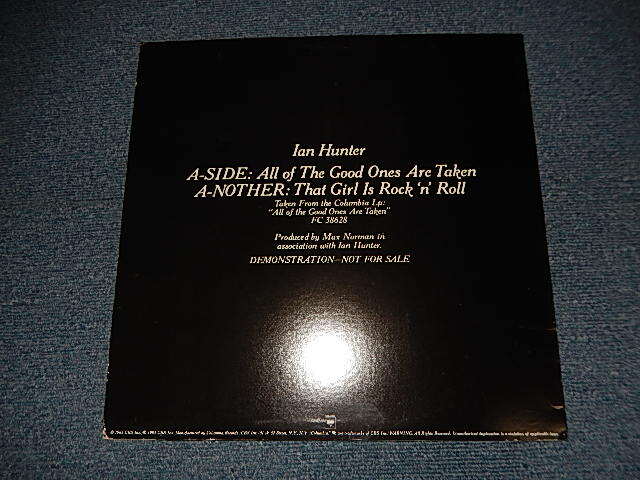 Ian Hunter
A-SIDE: All of The Good Ones Are Taken
A-NOTHER: That Girl Is Rock 'n' Roll
Taken From the Columbia Lp:
"All of the Good Ones Are Taken"
FC 38628
Produced by Max Norman in
association with Ian Hunter.
DEMONSTRATION—NOT FOR SALE